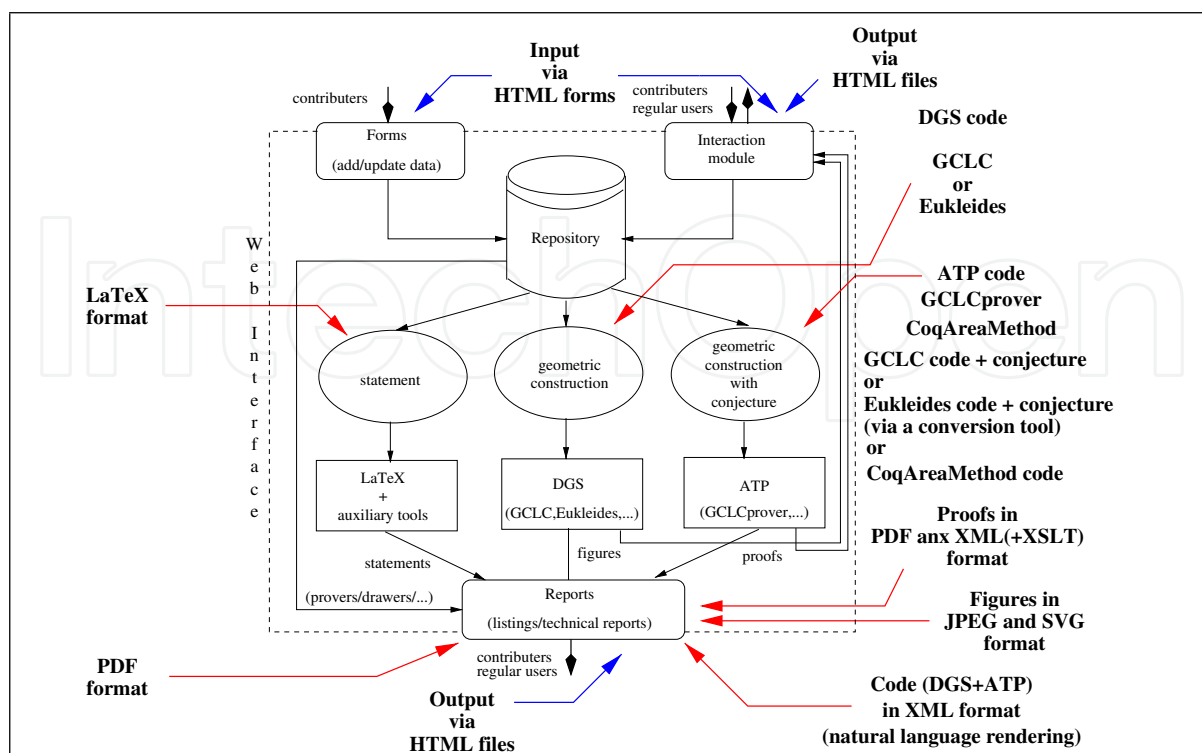 Input
via
HTML forms
Output
via
HTML files
contributers
contributers
regular users
DGS code
Forms
(add/update data)
Interaction
module
GCLC
or
Eukleides
Repository
Web Interface
LaTeX
format
ATP code
GCLCprover
CoqAreaMethod
GCLC code + conjecture
or
Eukleides code + conjecture
(via a conversion tool)
or
CoqAreaMethod code
statement
geometric
construction
geometric
construction
with
conjecture
LaTeX
+
auxiliary tools
DGS
(GCLC,Eukleides,...)
ATP
(GCLCprover,...)
statements
figures
proofs
Proofs in
PDF anx XML(+XSLT)
format
(provers/drawers/...)
Reports
(listings/technical reports)
Figures in
JPEG and SVG
format
PDF
format
contributers
regular users
Output
via
HTML files
Code (DGS+ATP)
in XML format
(natural language rendering)
IntechOpen